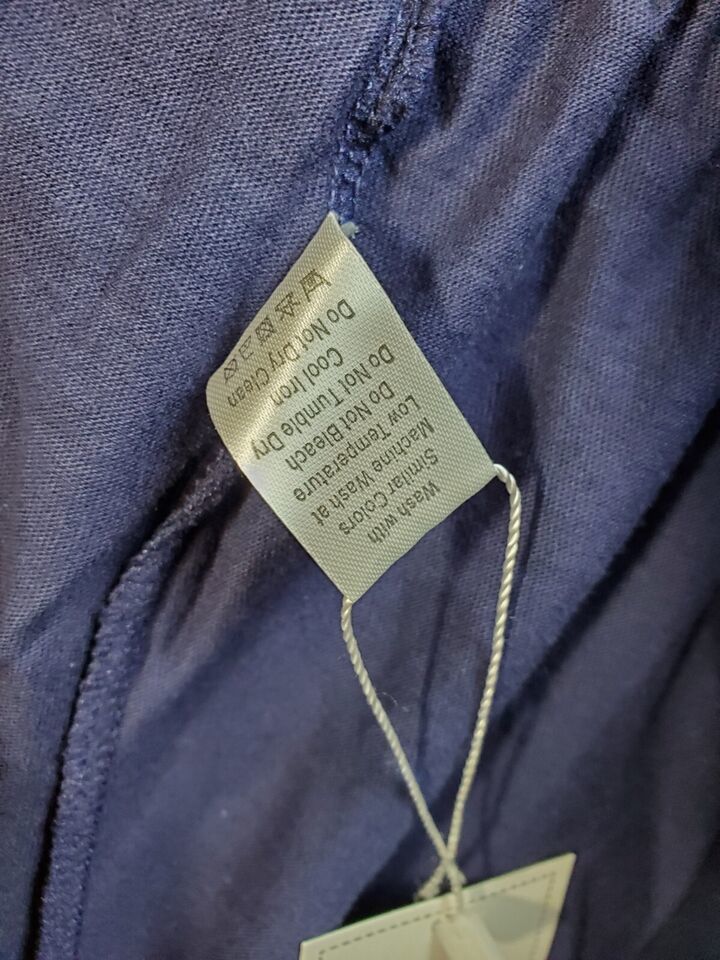 Wash with
Similar Colors
Machine Wash at
Low Temperature
Do Not Bleach
Do Not Tumble Dry
Cool Iron
Do Not Dry Clean